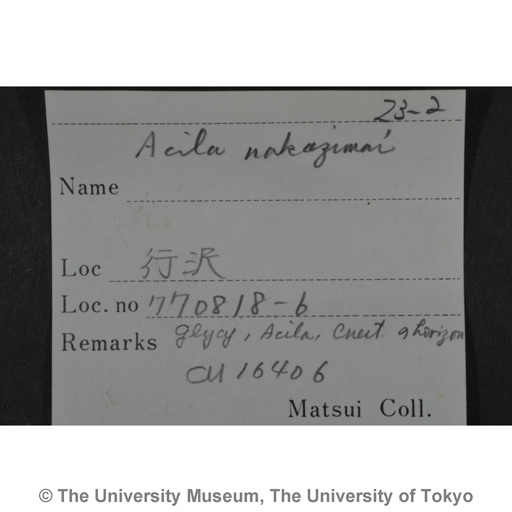 23-2
Acila nakazimai
Name
Loc 行沢
Loc. no 770818-6
Remarks glycy, Acila, Cnest. horizon
CM 16406
Matsui Coll.
© The University Museum, The University of Tokyo